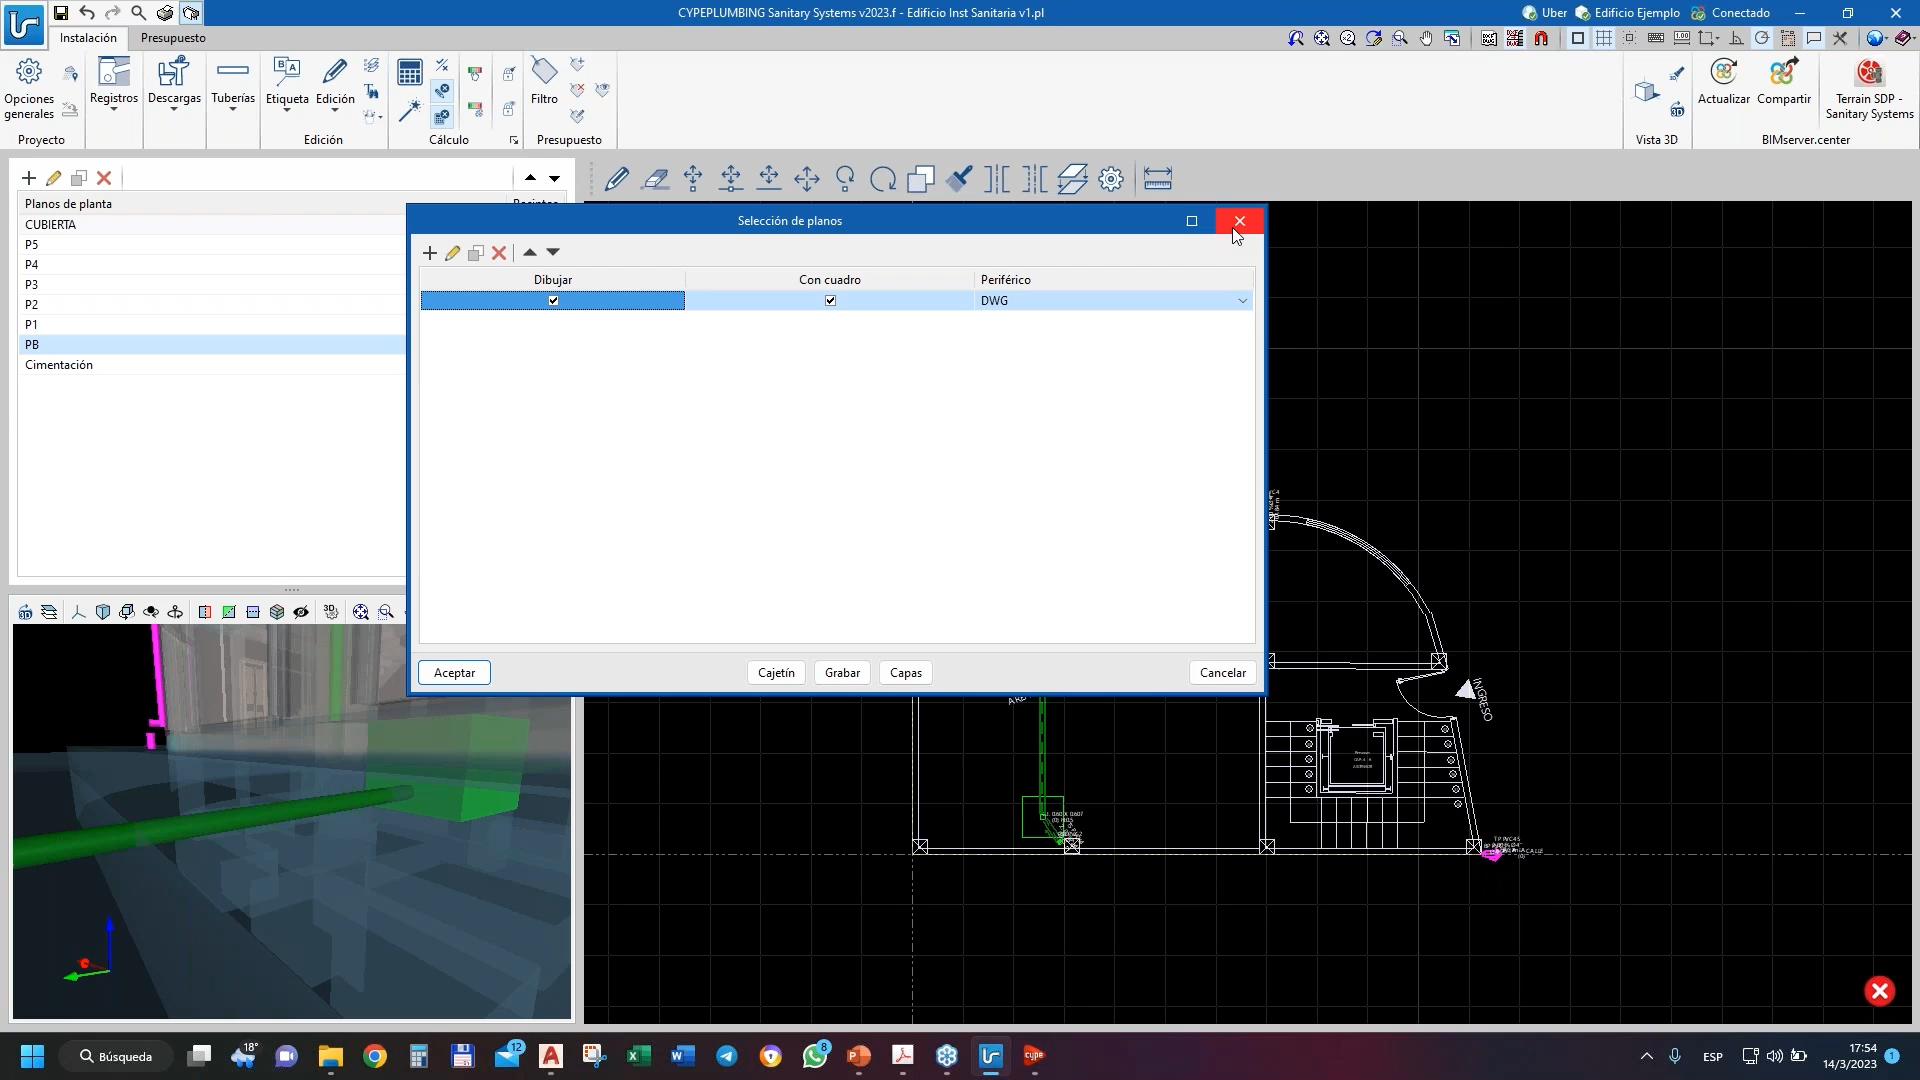 CYPEPLUMBING Sanitary Systems v2023.f - Edificio Inst Sanitaria v1.pl
Uber
Edificio Ejemplo
Conectado
Instalación
Presupuesto
Opciones generales
Registros
Descargas
Tuberías
Etiqueta
Edición
Filtro
Actualizar
Compartir
Terrain SDP - Sanitary Systems
Proyecto
Edición
Cálculo
Presupuesto
Vista 3D
BIMserver.center
Planos de planta
CUBIERTA
P5
P4
P3
P2
P1
PB
Cimentación
Selección de planos
Dibujar
Con cuadro
Periférico
DWG
Aceptar
Cajetín
Grabar
Capas
Cancelar
INGRESO
Búsqueda
18°
12
8
ESP
17:54
14/3/2023
1